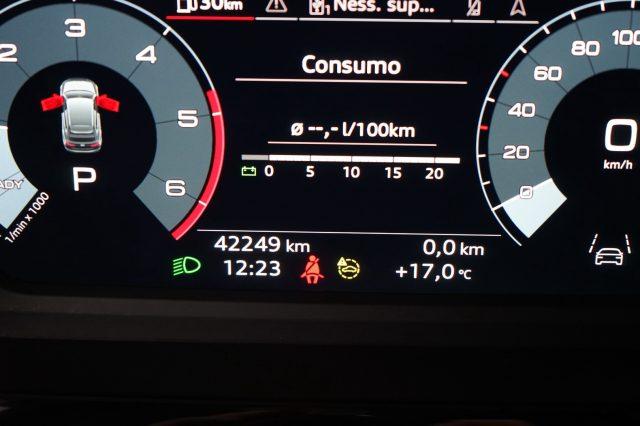 30km
Ness. sup...
Consumo
ø --,- l/100km
0 5 10 15 20
42249 km
12:23
0,0 km
+17,0 °C
2 3 4 5 6
1/min x 1000
P
0 20 40 60 80 100
0
km/h